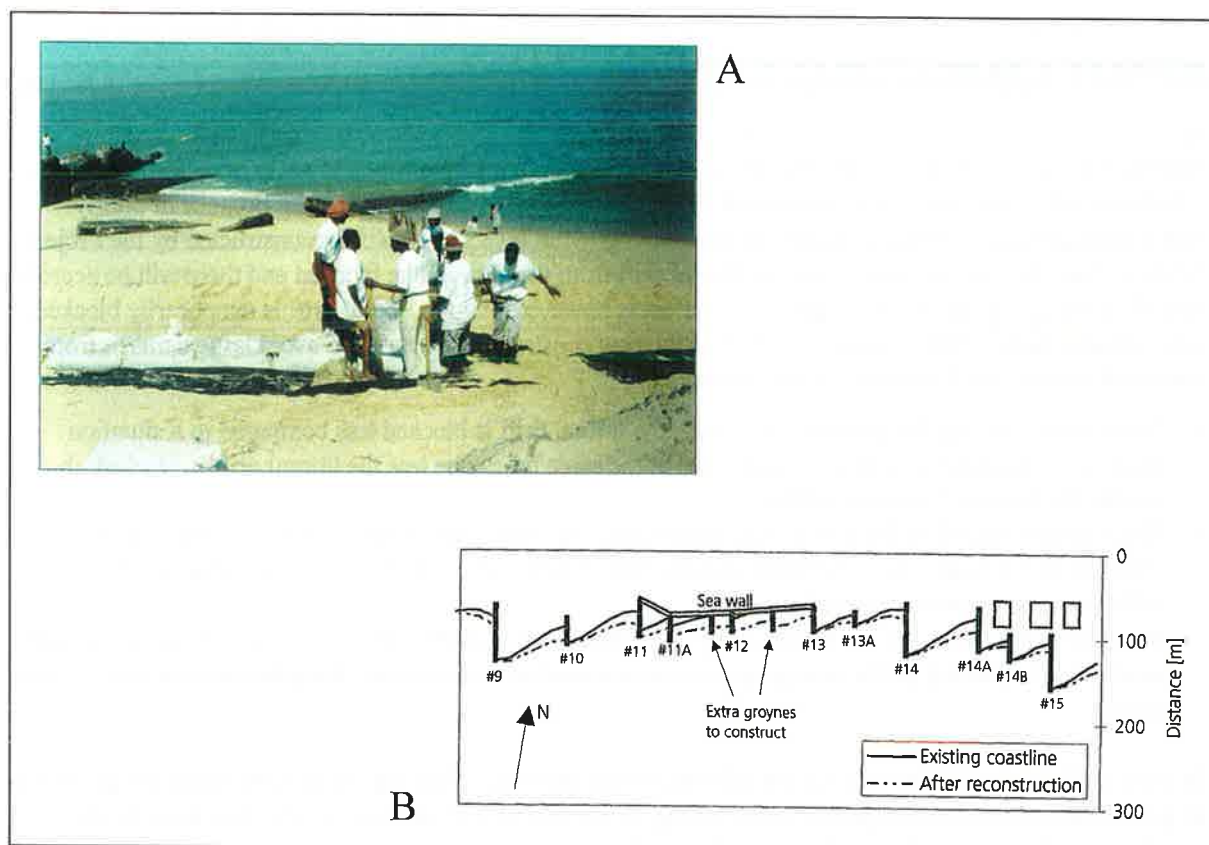 A
0
Sea wall
100
#9
#10
#11
#11A
#12
#13
#13A
#14
#14A
#14B
#15
Distance [m]
N
Extra groynes
to construct
200
Existing coastline
After reconstruction
B
300